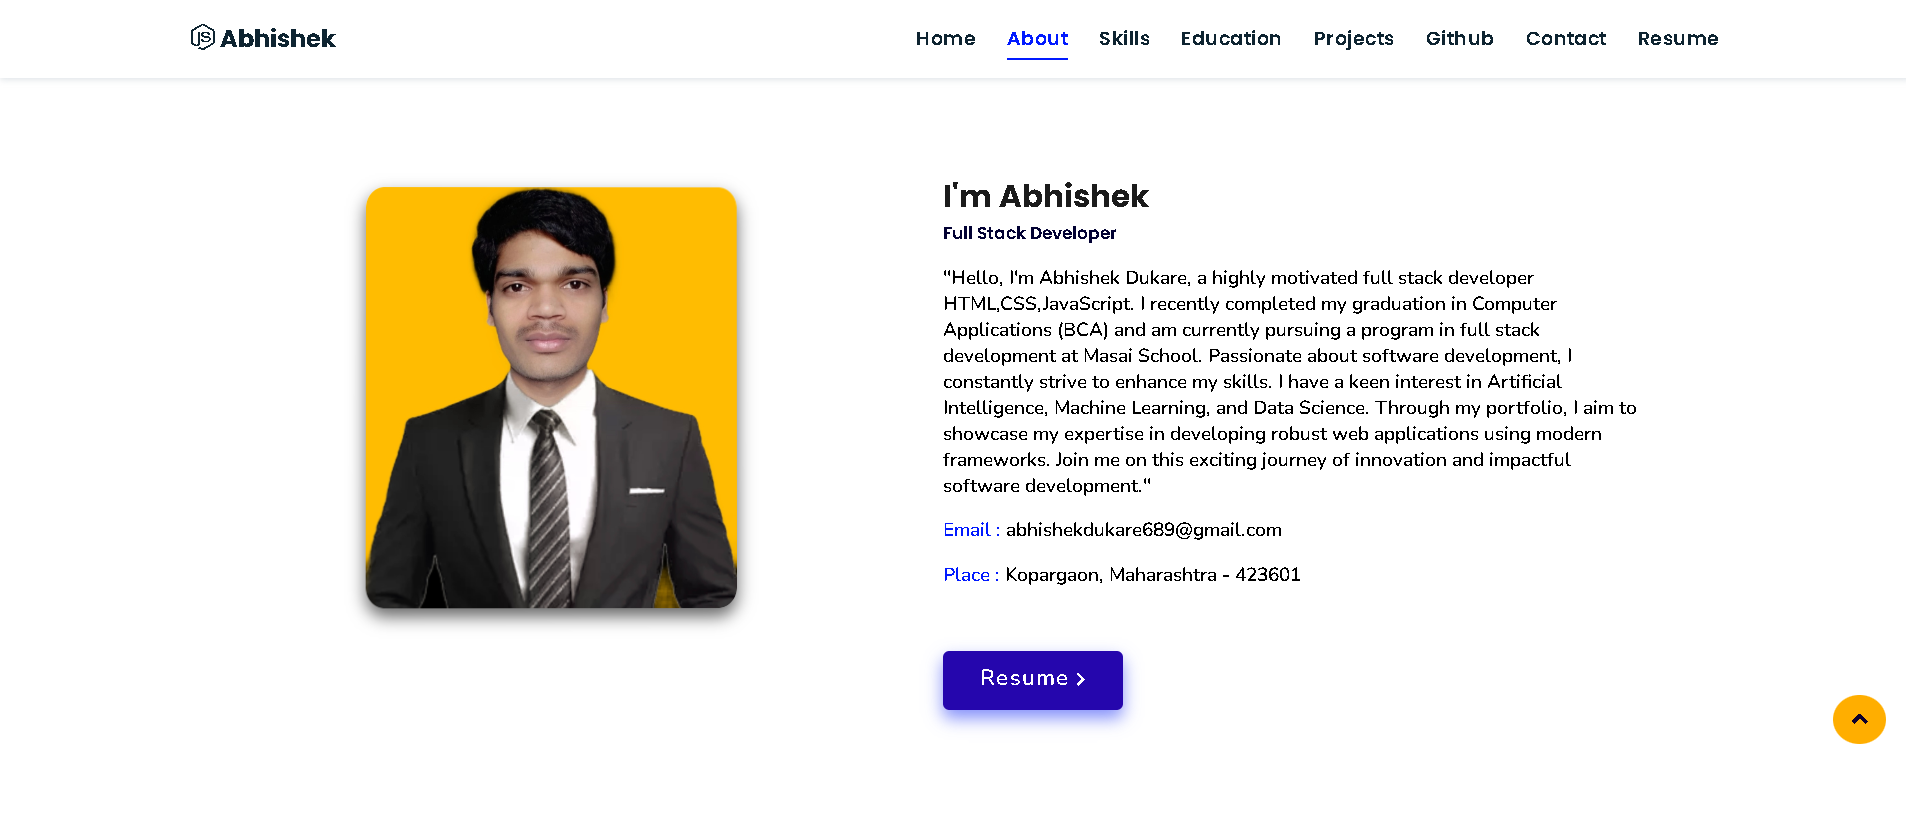 JS Abhishek
Home About Skills Education Projects Github Contact Resume
I'm Abhishek
Full Stack Developer
"Hello, I'm Abhishek Dukare, a highly motivated full stack developer
HTML,CSS,JavaScript. I recently completed my graduation in Computer
Applications (BCA) and am currently pursuing a program in full stack
development at Masai School. Passionate about software development, I
constantly strive to enhance my skills. I have a keen interest in Artificial
Intelligence, Machine Learning, and Data Science. Through my portfolio, I aim to
showcase my expertise in developing robust web applications using modern
frameworks. Join me on this exciting journey of innovation and impactful
software development."
Email : abhishekdukare689@gmail.com
Place : Kopargaon, Maharashtra - 423601
Resume